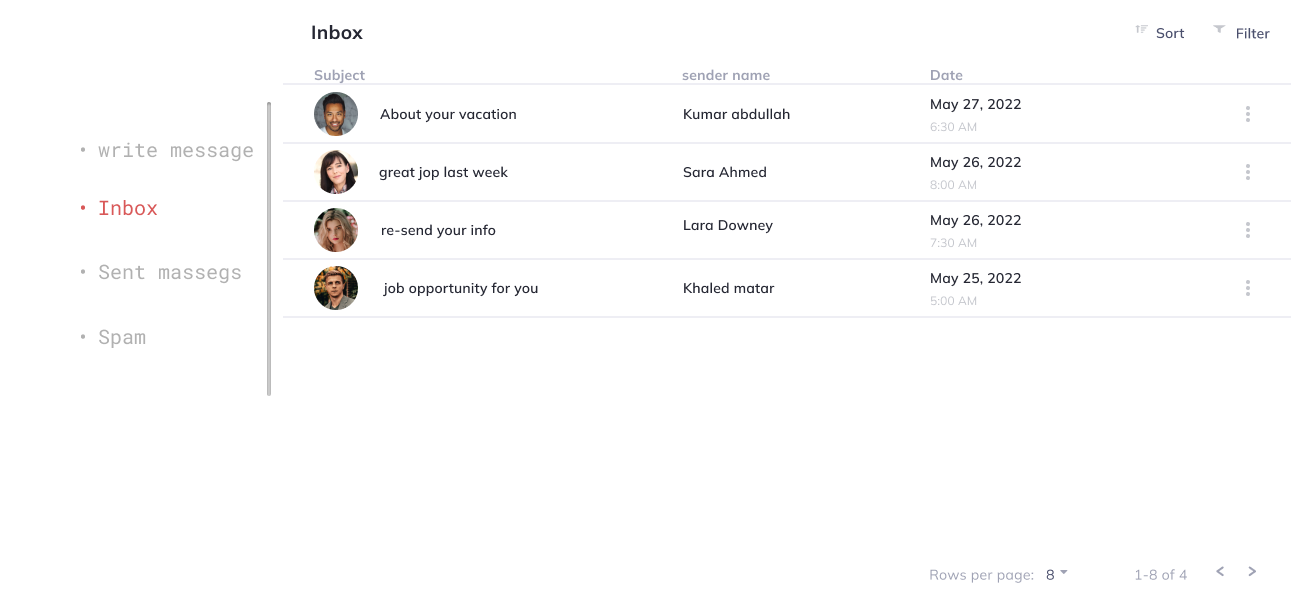 Inbox
Sort
Filter
Subject
sender name
Date
• write message
• Inbox
• Sent massegs
• Spam
About your vacation
Kumar abdullah
May 27, 2022
6:30 AM
great jop last week
Sara Ahmed
May 26, 2022
8:00 AM
re-send your info
Lara Downey
May 26, 2022
7:30 AM
job opportunity for you
Khaled matar
May 25, 2022
5:00 AM
Rows per page: 8
1-8 of 4